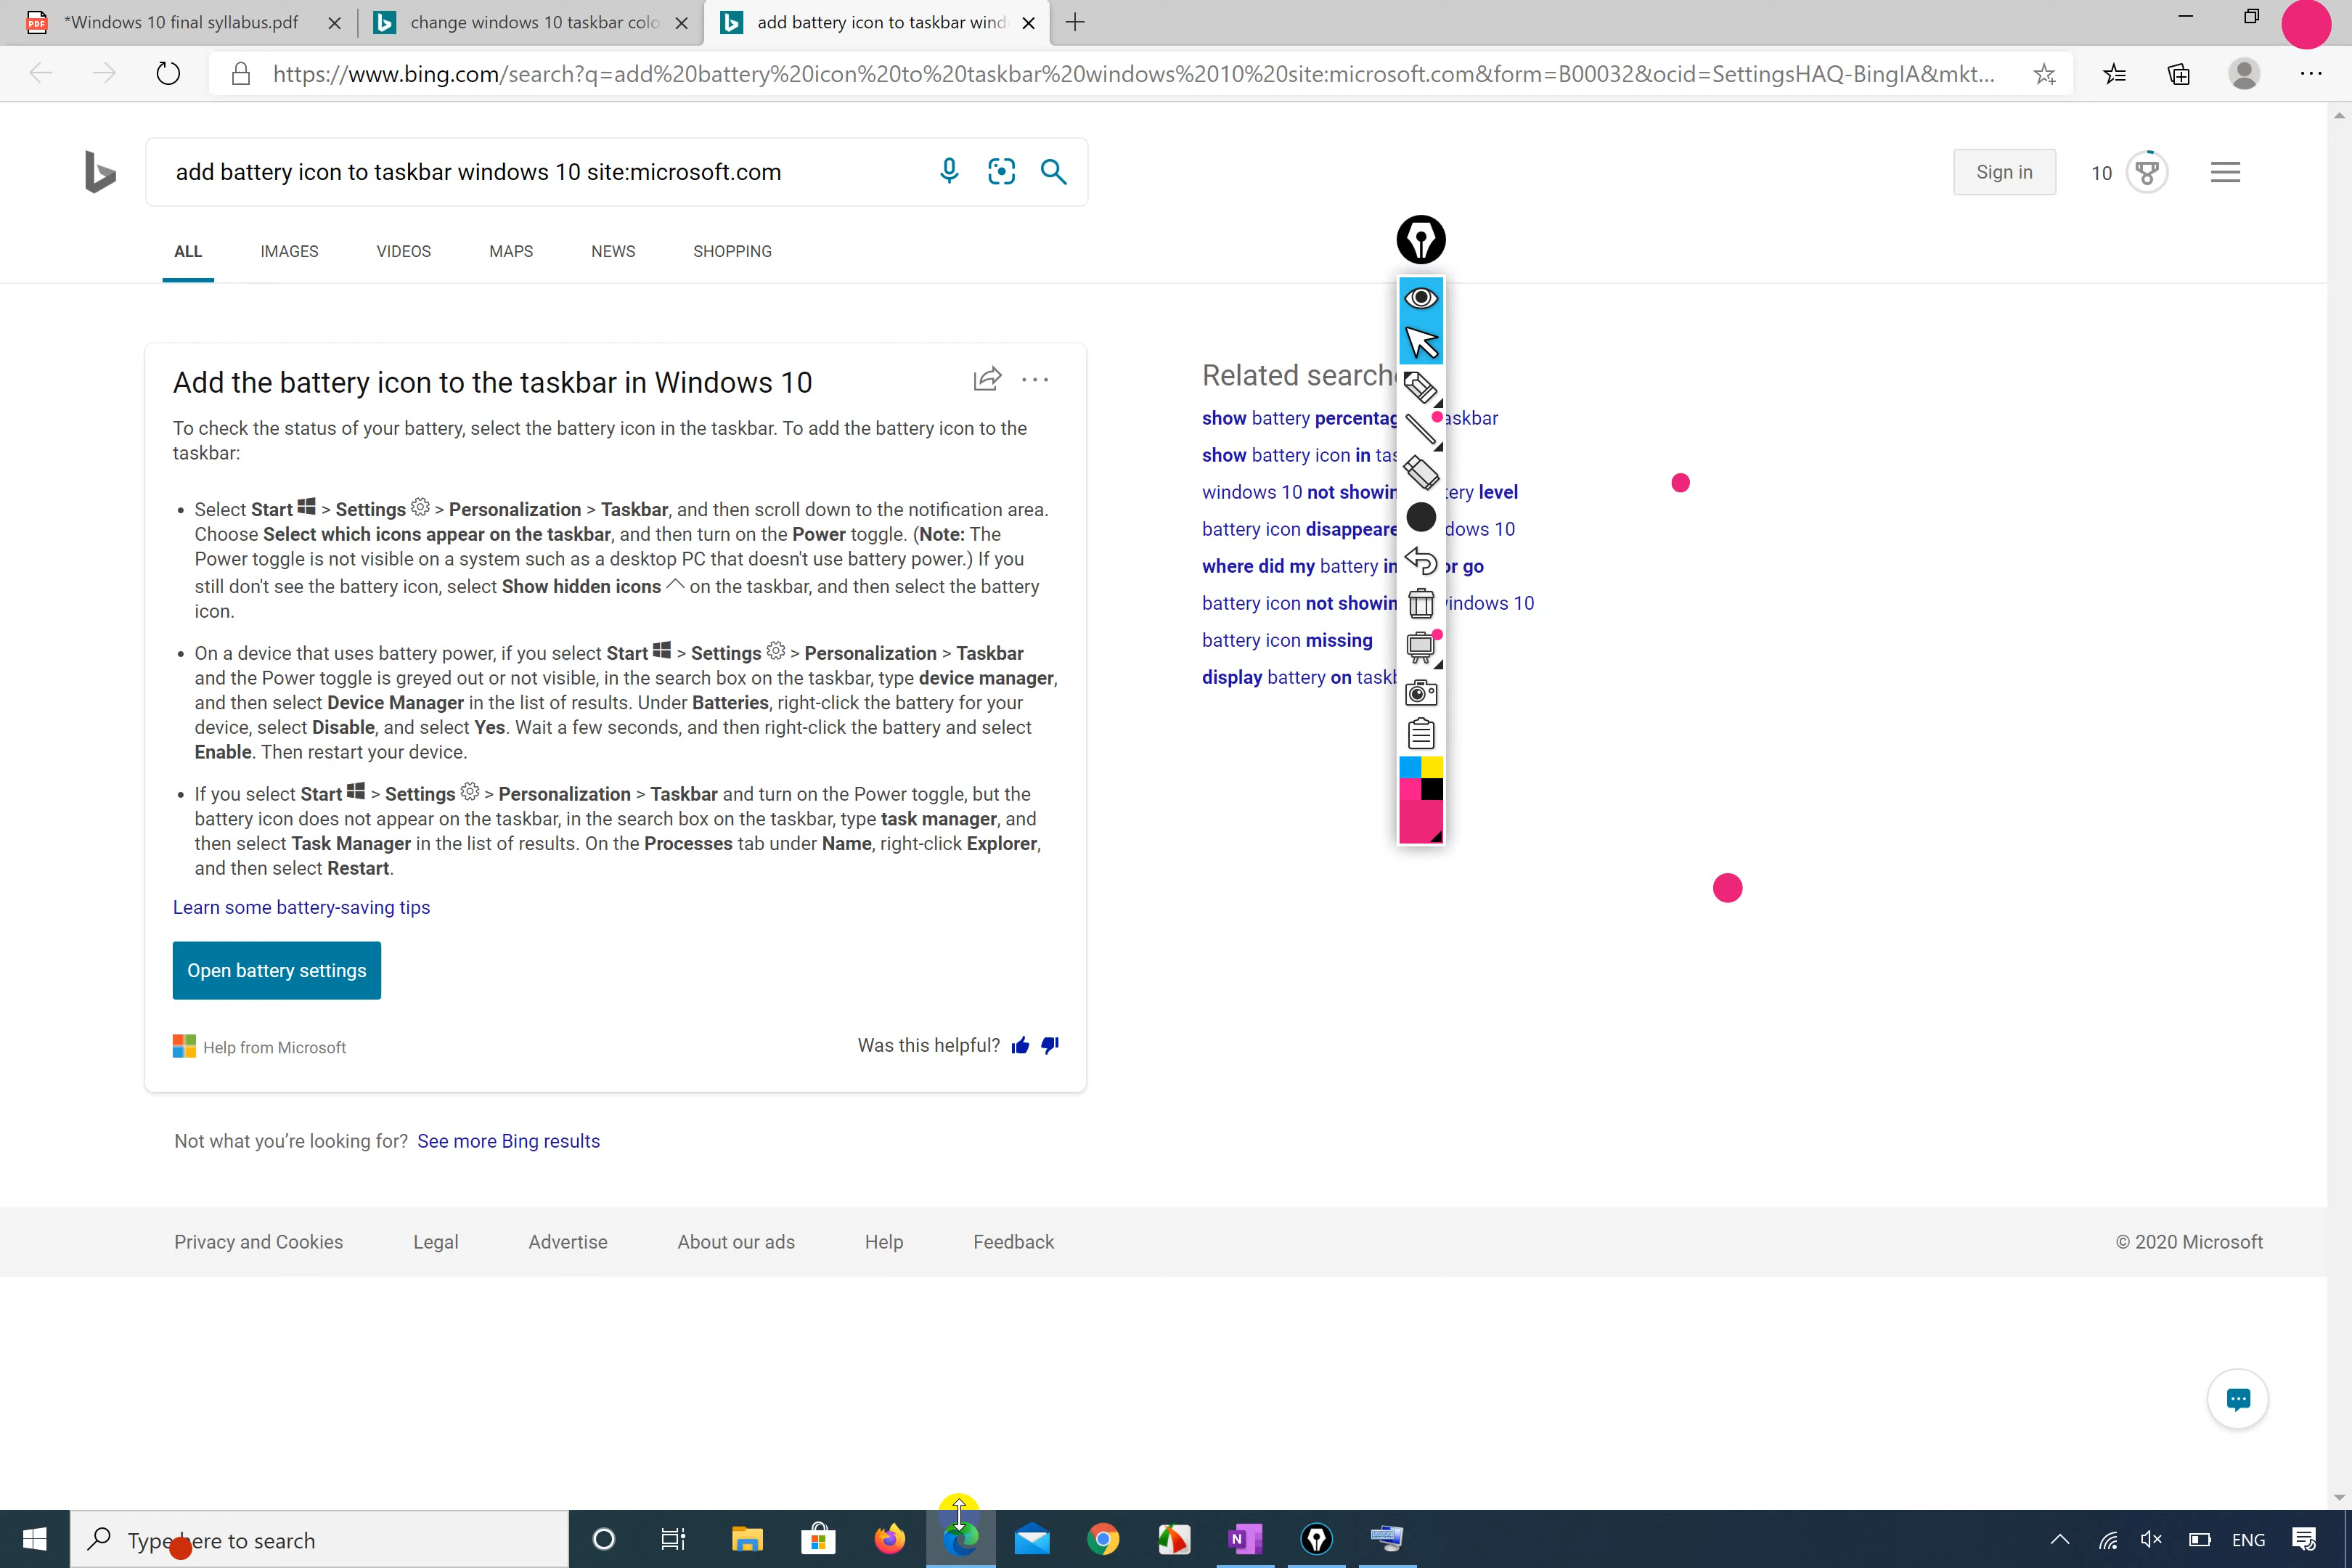 *Windows 10 final syllabus.pdf
change windows 10 taskbar colo
add battery icon to taskbar wind
https://www.bing.com/search?q=add%20battery%20icon%20to%20taskbar%20windows%2010%20site:microsoft.com&form=B00032&ocid=SettingsHAQ-BingIA&mkt...
add battery icon to taskbar windows 10 site:microsoft.com
Sign in
10
ALL IMAGES VIDEOS MAPS NEWS SHOPPING
Add the battery icon to the taskbar in Windows 10
To check the status of your battery, select the battery icon in the taskbar. To add the battery icon to the
taskbar:
• Select Start > Settings > Personalization > Taskbar, and then scroll down to the notification area.
Choose Select which icons appear on the taskbar, and then turn on the Power toggle. (Note: The
Power toggle is not visible on a system such as a desktop PC that doesn't use battery power.) If you
still don't see the battery icon, select Show hidden icons on the taskbar, and then select the battery
icon.
• On a device that uses battery power, if you select Start > Settings > Personalization > Taskbar
and the Power toggle is greyed out or not visible, in the search box on the taskbar, type device manager,
and then select Device Manager in the list of results. Under Batteries, right-click the battery for your
device, select Disable, and select Yes. Wait a few seconds, and then right-click the battery and select
Enable. Then restart your device.
• If you select Start > Settings > Personalization > Taskbar and turn on the Power toggle, but the
battery icon does not appear on the taskbar, in the search box on the taskbar, type task manager, and
then select Task Manager in the list of results. On the Processes tab under Name, right-click Explorer,
and then select Restart.
Learn some battery-saving tips
Open battery settings
Help from Microsoft
Was this helpful?
Related search
show battery percentag askbar
show battery icon in tas
windows 10 not showin ery level
battery icon disappeare dows 10
where did my battery in or go
battery icon not showin indows 10
battery icon missing
display battery on taskb
Not what you're looking for? See more Bing results
Privacy and Cookies Legal Advertise About our ads Help Feedback
© 2020 Microsoft
Type here to search
ENG